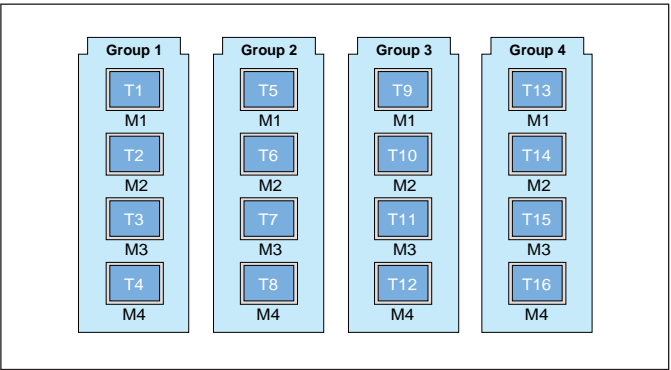 Group 1 Group 2 Group 3 Group 4
T1 T5 T9 T13
M1 M1 M1 M1
T2 T6 T10 T14
M2 M2 M2 M2
T3 T7 T11 T15
M3 M3 M3 M3
T4 T8 T12 T16
M4 M4 M4 M4